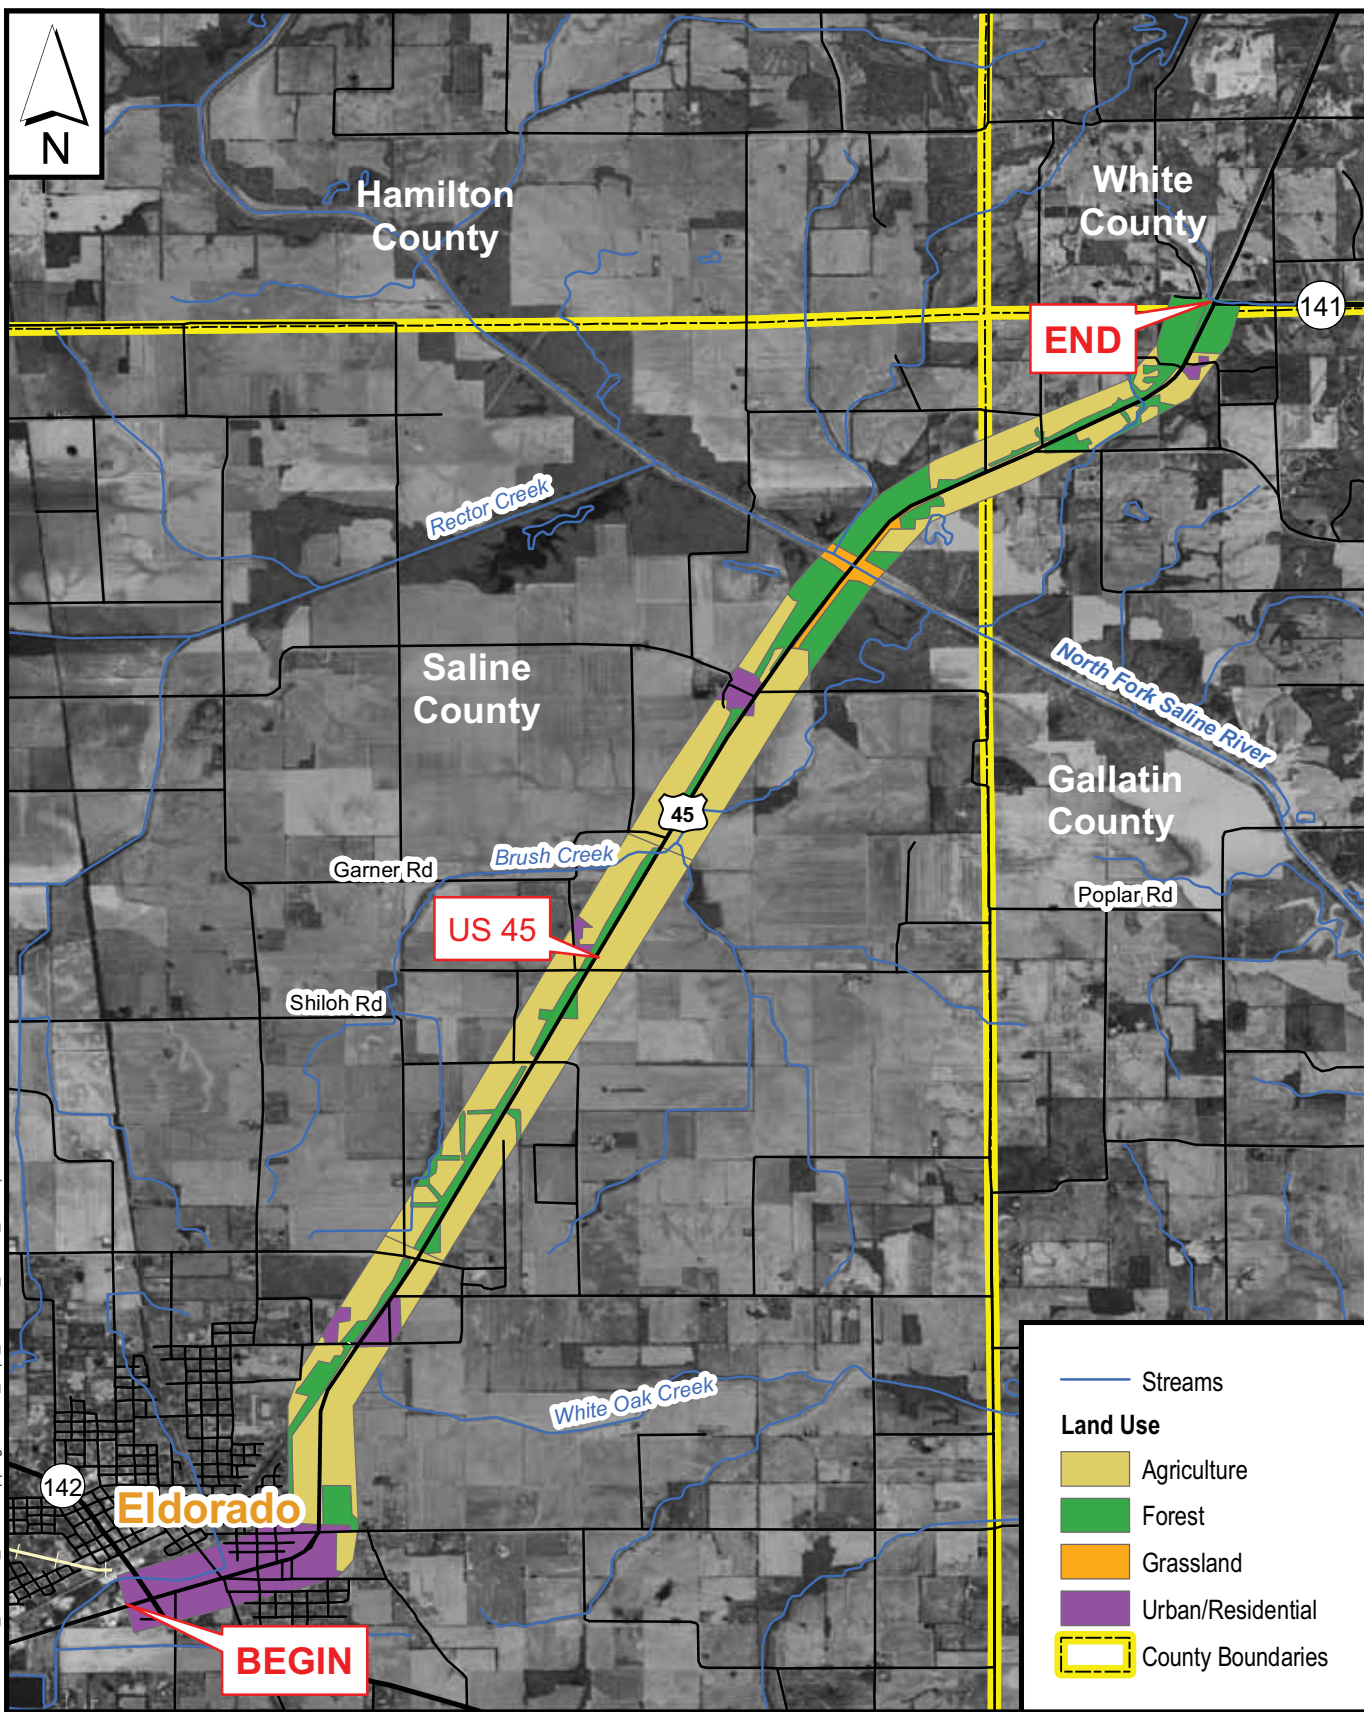 N
Hamilton
County
White
County
141
END
Rector Creek
Saline
County
North Fork Saline River
Gallatin
County
45
Brush Creek
Garner Rd
Poplar Rd
US 45
Shiloh Rd
White Oak Creek
142
Eldorado
BEGIN
Streams
Land Use
Agriculture
Forest
Grassland
Urban/Residential
County Boundaries